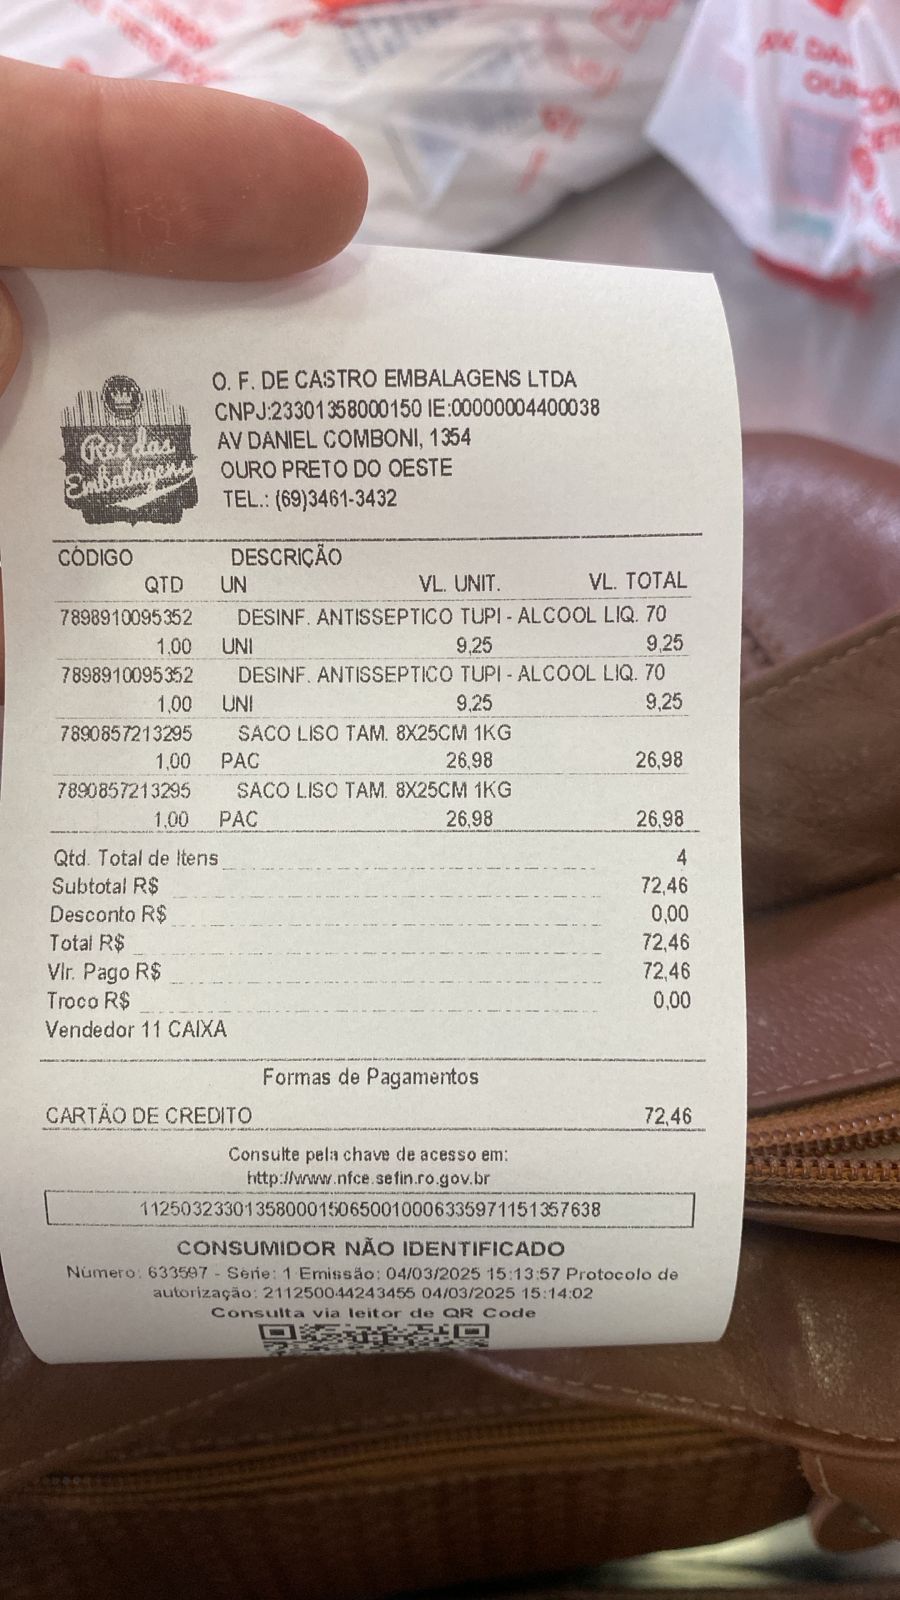 O. F. DE CASTRO EMBALAGENS LTDA
CNPJ:23301358000150 IE:00000004400038
AV DANIEL COMBONI, 1354
OURO PRETO DO OESTE
TEL.: (69)3461-3432
Rei das
Embalagens
CÓDIGO DESCRIÇÃO
QTD UN VL. UNIT. VL. TOTAL
7898910095352 DESINF. ANTISSEPTICO TUPI - ALCOOL LIQ. 70
1,00 UNI 9,25 9,25
7898910095352 DESINF. ANTISSEPTICO TUPI - ALCOOL LIQ. 70
1,00 UNI 9,25 9,25
7890857213295 SACO LISO TAM. 8X25CM 1KG
1,00 PAC 26,98 26,98
7890857213295 SACO LISO TAM. 8X25CM 1KG
1,00 PAC 26,98 26,98
Qtd. Total de Itens 4
Subtotal R$ 72,46
Desconto R$ 0,00
Total R$ 72,46
Vlr. Pago R$ 72,46
Troco R$ 0,00
Vendedor 11 CAIXA
Formas de Pagamentos
CARTÃO DE CREDITO 72,46
Consulte pela chave de acesso em:
http://www.nfce.sefin.ro.gov.br
11250323301358000150650010006335971151357638
CONSUMIDOR NÃO IDENTIFICADO
Número: 633597 - Série: 1 Emissão: 04/03/2025 15:13:57 Protocolo de
autorização: 211250044243455 04/03/2025 15:14:02
Consulta via leitor de QR Code